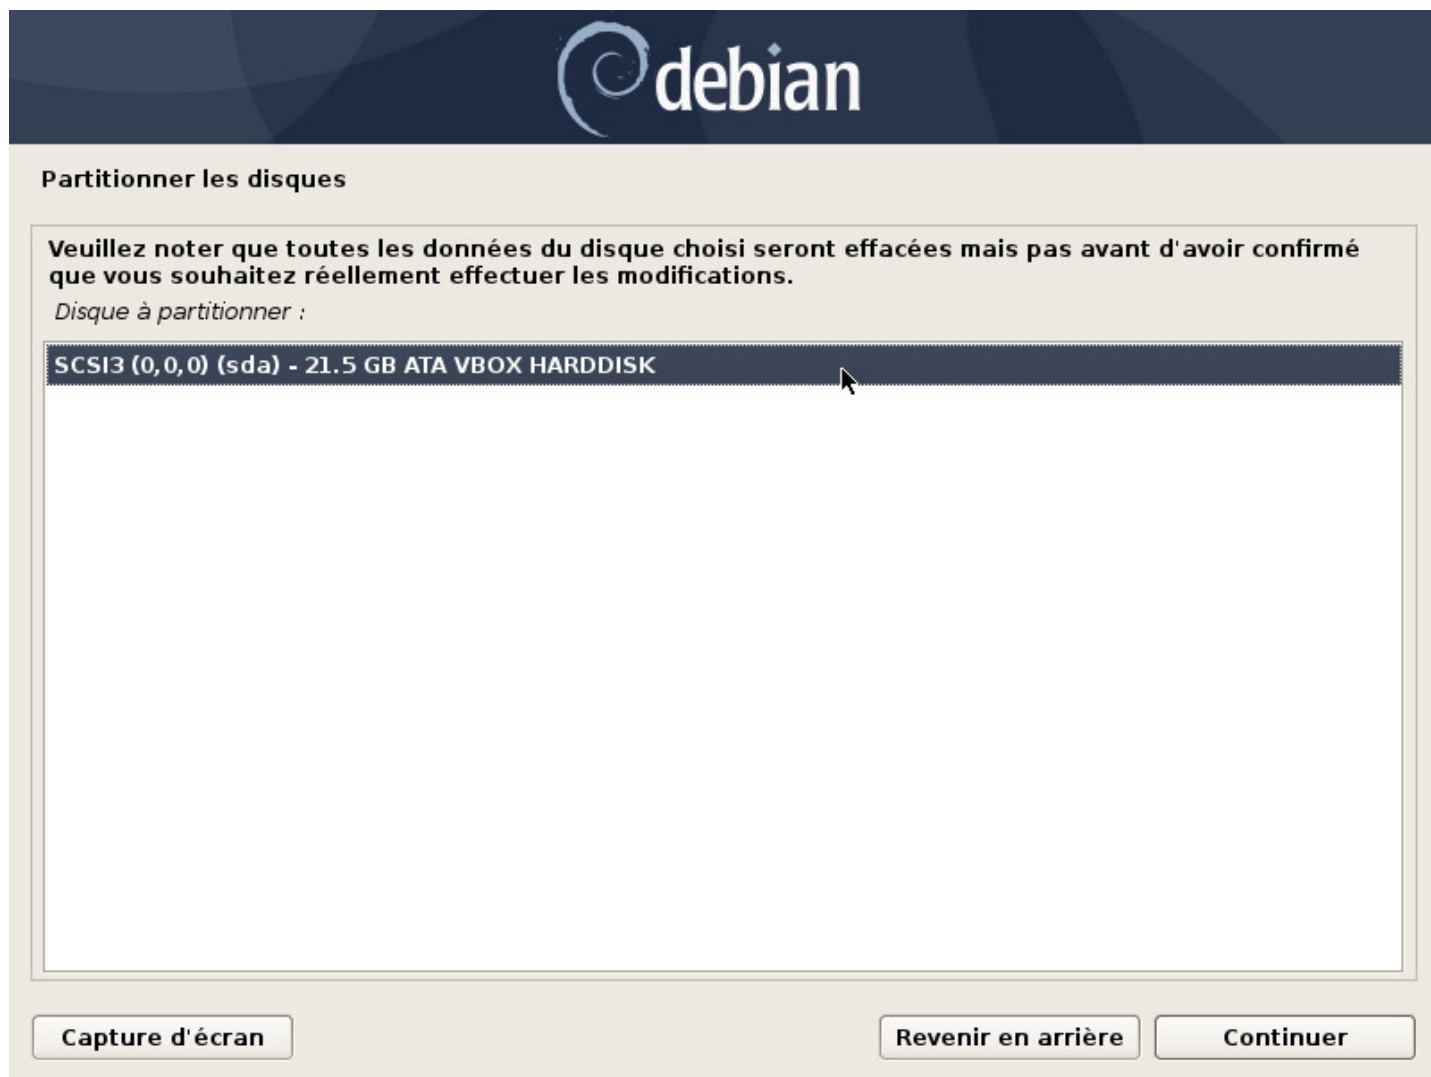 debian
Partitionner les disques
Veuillez noter que toutes les données du disque choisi seront effacées mais pas avant d'avoir confirmé
que vous souhaitez réellement effectuer les modifications.
Disque à partitionner :
SCSI3 (0,0,0) (sda) - 21.5 GB ATA VBOX HARDDISK
Capture d'écran
Revenir en arrière
Continuer